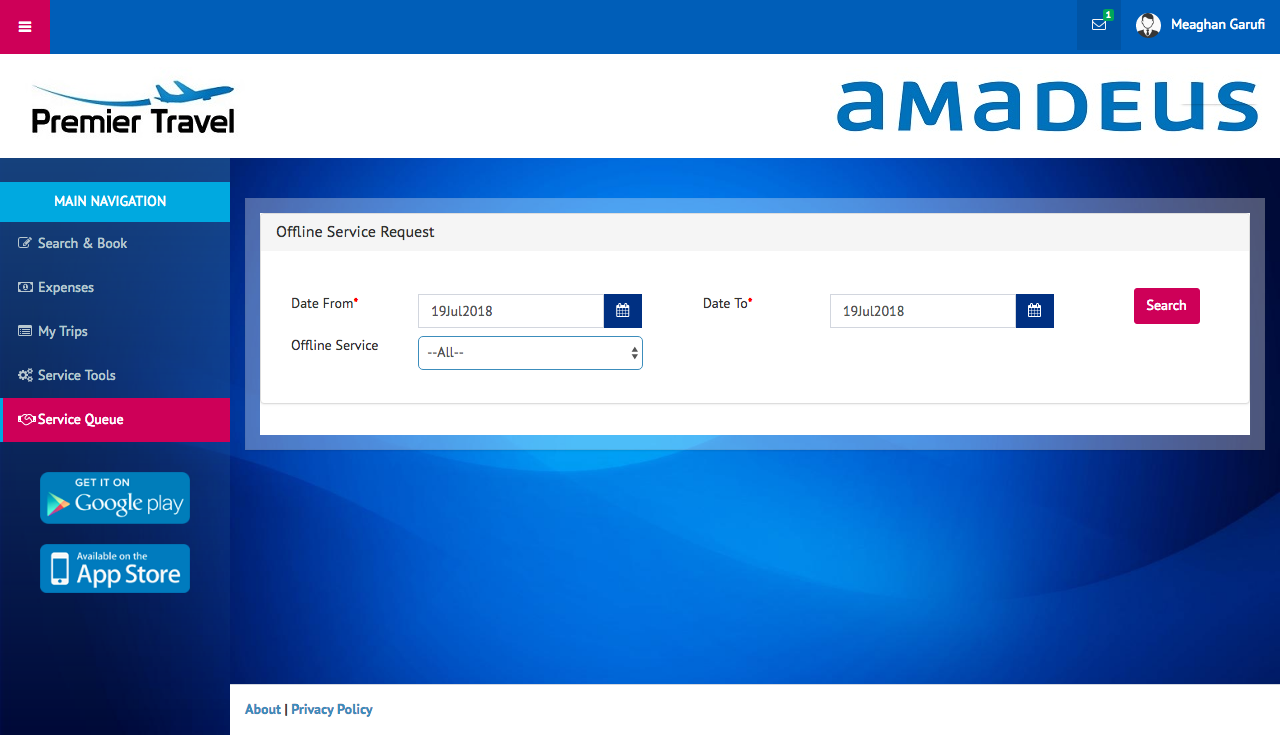 1
Meaghan Garufi
Premier Travel
amadeus
MAIN NAVIGATION
Search & Book
Expenses
My Trips
Service Tools
Service Queue
GET IT ON
Google play
Available on the
App Store
Offline Service Request
Date From*
19Jul2018
Date To*
19Jul2018
Search
Offline Service
--All--
About | Privacy Policy